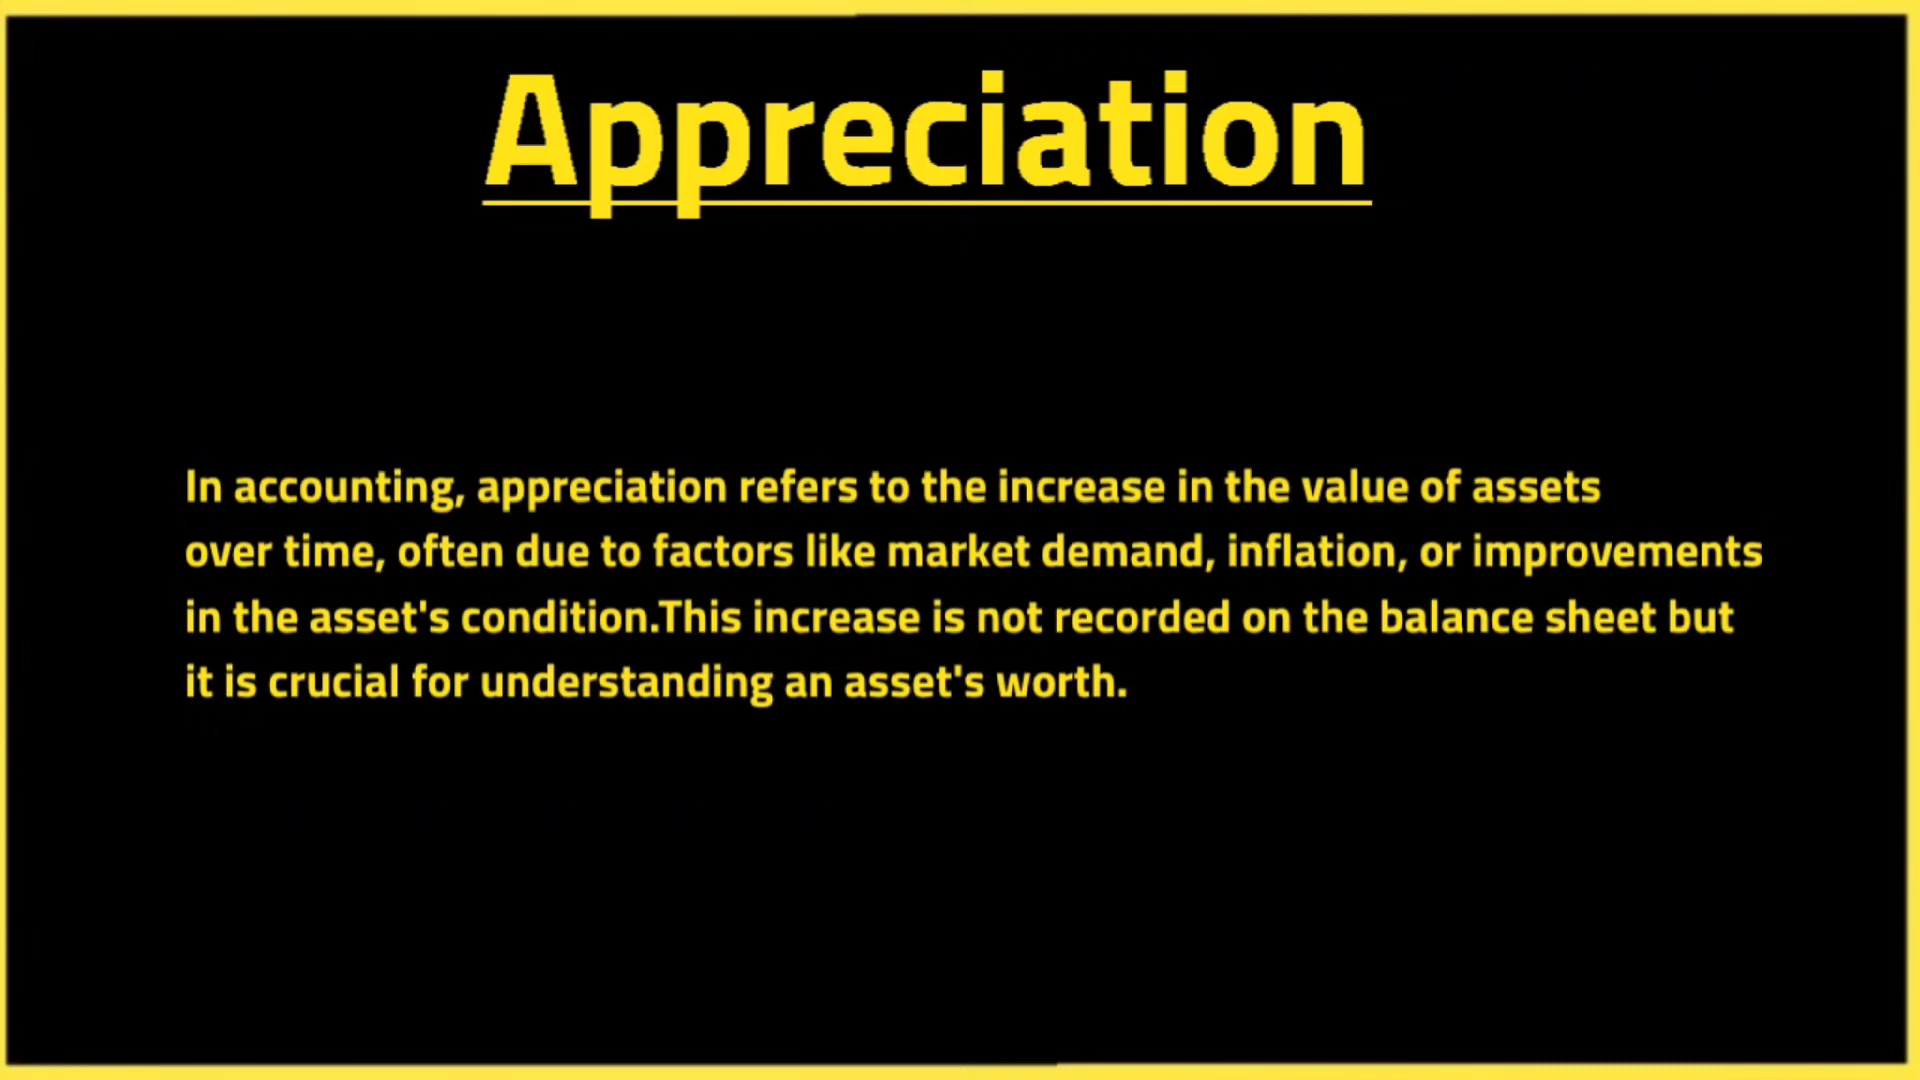 Appreciation
In accounting, appreciation refers to the increase in the value of assets
over time, often due to factors like market demand, inflation, or improvements
in the asset's condition.This increase is not recorded on the balance sheet but
it is crucial for understanding an asset's worth.